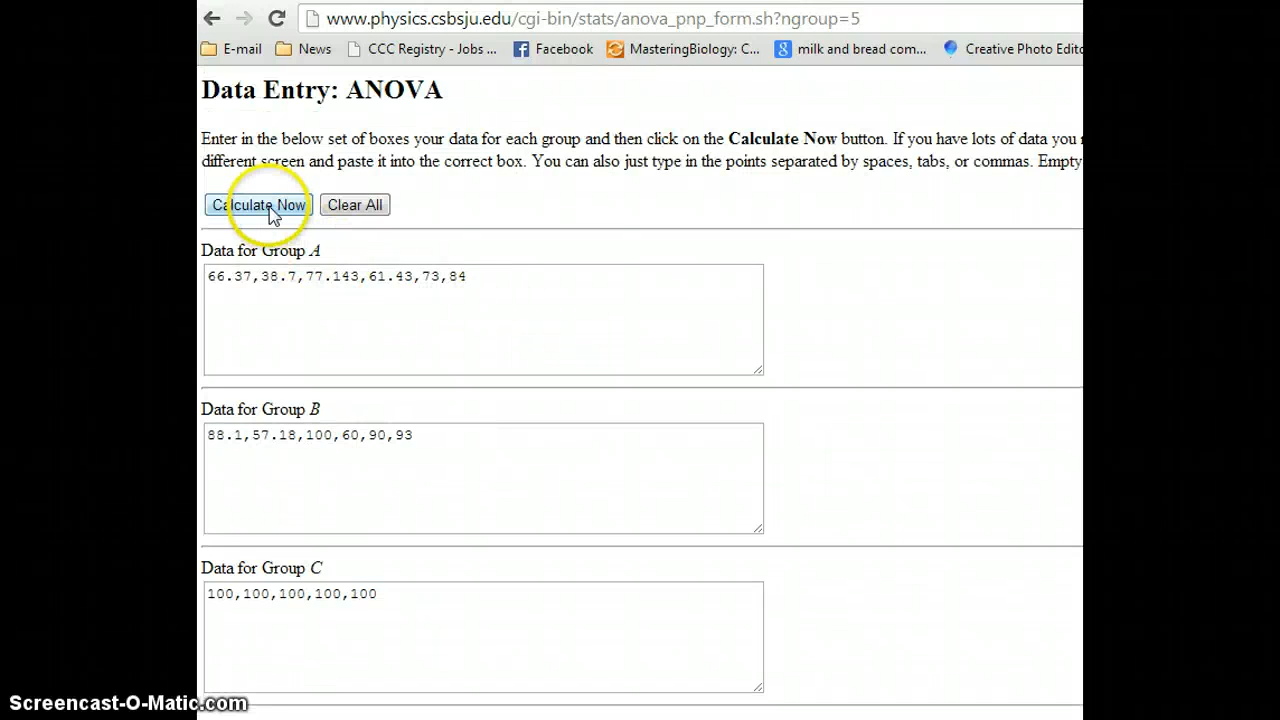 www.physics.csbsju.edu/cgi-bin/stats/anova_pnp_form.sh?ngroup=5
E-mail News CCC Registry - Jobs ... Facebook MasteringBiology: C... milk and bread com... Creative Photo Edito
Data Entry: ANOVA
Enter in the below set of boxes your data for each group and then click on the Calculate Now button. If you have lots of data you
different screen and paste it into the correct box. You can also just type in the points separated by spaces, tabs, or commas. Empty
Calculate Now Clear All
Data for Group A
66.37,38.7,77.143,61.43,73,84
Data for Group B
88.1,57.18,100,60,90,93
Data for Group C
100,100,100,100,100
Screencast-O-Matic.com